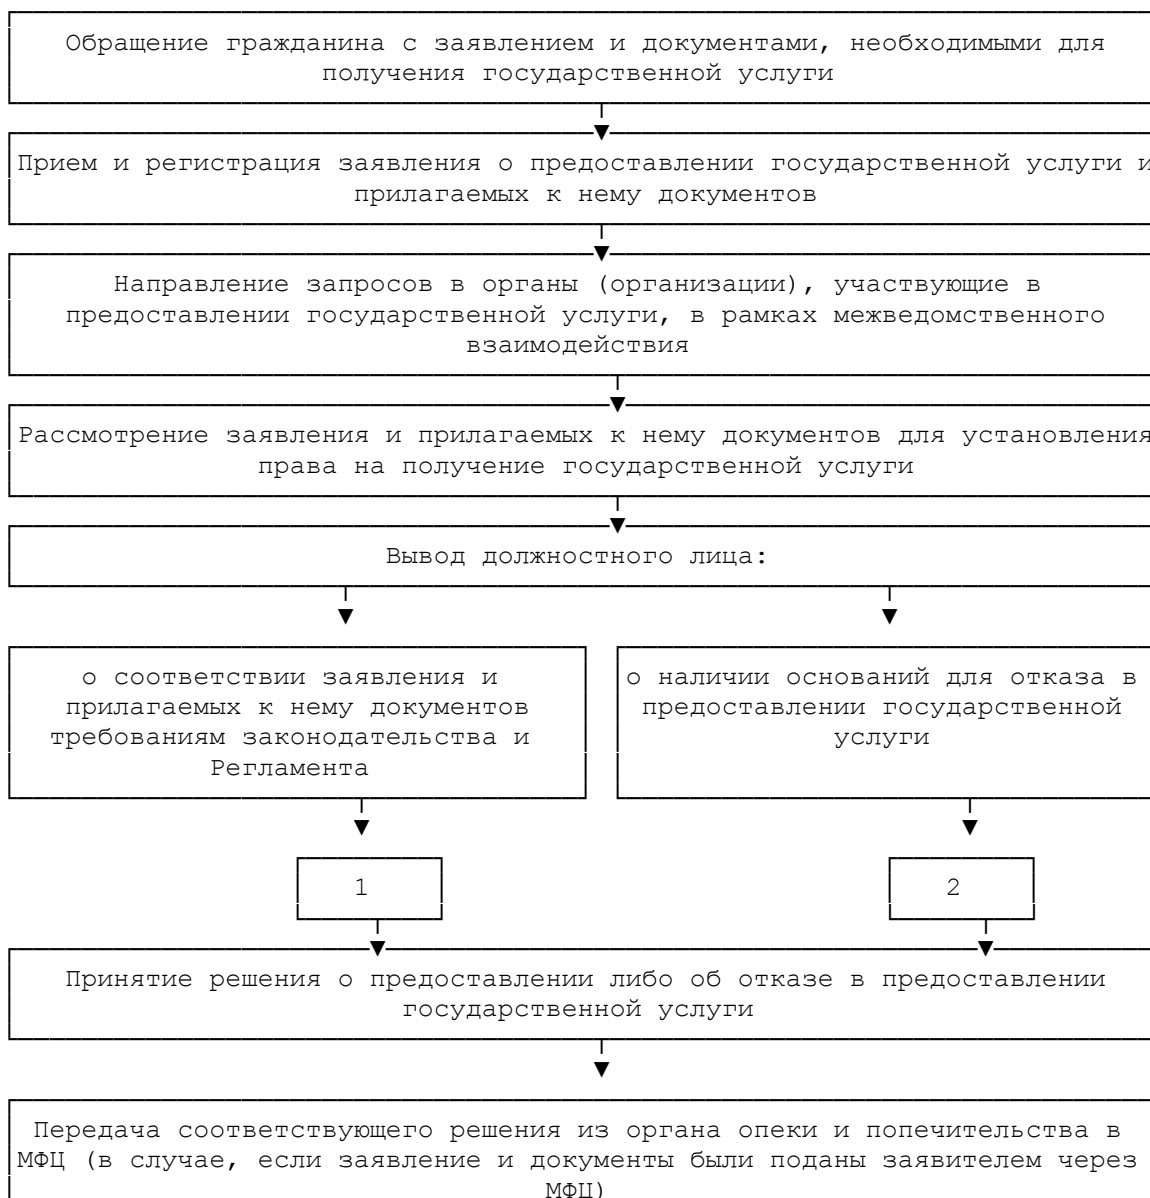 Обращение гражданина с заявлением и документами, необходимыми для
получения государственной услуги
Прием и регистрация заявления о предоставлении государственной услуги и
прилагаемых к нему документов
Направление запросов в органы (организации), участвующие в
предоставлении государственной услуги, в рамках межведомственного
взаимодействия
Рассмотрение заявления и прилагаемых к нему документов для установления
права на получение государственной услуги
Вывод должностного лица:
о соответствии заявления и
прилагаемых к нему документов
требованиям законодательства и
Регламента
о наличии оснований для отказа в
предоставлении государственной
услуги
1
2
Принятие решения о предоставлении либо об отказе в предоставлении
государственной услуги
Передача соответствующего решения из органа опеки и попечительства в
МФЦ (в случае, если заявление и документы были поданы заявителем через
МФЦ)